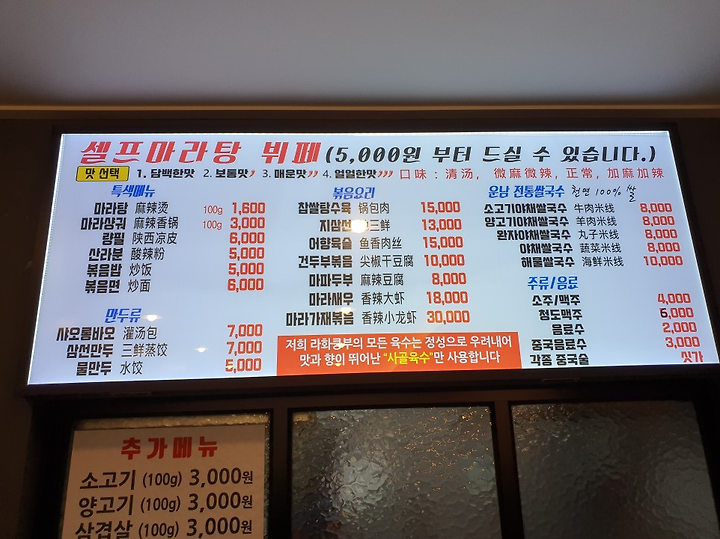 셀프마라탕 뷔페(5,000원 부터 드실 수 있습니다.)
맛 선택 1. 담백한맛 2. 보통맛 3. 매운맛 4. 얼얼한맛 口味：清汤，微麻微辣，正常，加麻加辣
특색메뉴
마라탕 麻辣烫 100g 1,600
마라샹궈 麻辣香锅 100g 3,000
량필 陕西凉皮 6,000
산라분 酸辣粉 5,000
볶음밥 炒饭 5,000
볶음면 炒面 6,000
만두류
샤오롱바오 灌汤包 7,000
삼선만두 三鲜蒸饺 7,000
물만두 水饺 5,000
볶음요리
찹쌀탕수육 锅包肉 15,000
지삼선 三鲜 13,000
어향육슬 鱼香肉丝 15,000
건두부볶음 尖椒干豆腐 10,000
마파두부 麻辣豆腐 8,000
마라새우 香辣大虾 18,000
마라가재볶음 香辣小龙虾 30,000
저희 라화쿵부의 모든 육수는 정성으로 우려내어
맛과 향이 뛰어난 "사골육수"만 사용합니다
운남 전통쌀국수 천연 100% 쌀
소고기야채쌀국수 牛肉米线 8,000
양고기야채쌀국수 羊肉米线 8,000
완자야채쌀국수 丸子米线 8,000
야채쌀국수 蔬菜米线 8,000
해물쌀국수 海鲜米线 10,000
주류/음료
소주/맥주 4,000
청도맥주 6,000
음료수 2,000
중국음료수 3,000
각종 중국술 싯가
추가메뉴
소고기 (100g) 3,000원
양고기 (100g) 3,000원
삼겹살 (100g) 3,000원